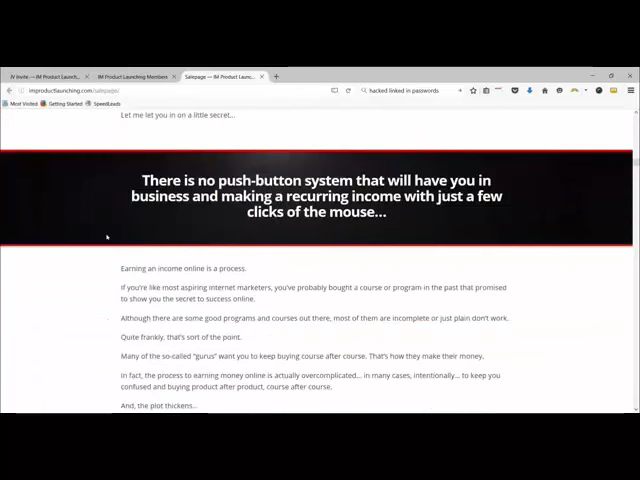 JV Invite — IM Product Launch...
IM Product Launching Members
Salepage — IM Product Laun...
improductlaunching.com/salepage/
hacked linked in passwords
Most Visited Getting Started SpeedLeads
Let me let you in on a little secret...
There is no push-button system that will have you in
business and making a recurring income with just a few
clicks of the mouse...
Earning an income online is a process.
If you're like most aspiring internet marketers, you've probably bought a course or program in the past that promised
to show you the secret to success online.
Although there are some good programs and courses out there, most of them are incomplete or just plain don't work.
Quite frankly, that's sort of the point.
Many of the so-called "gurus" want you to keep buying course after course. That's how they make their money.
In fact, the process to earning money online is actually overcomplicated... in many cases, intentionally... to keep you
confused and buying product after product, course after course.
And, the plot thickens...